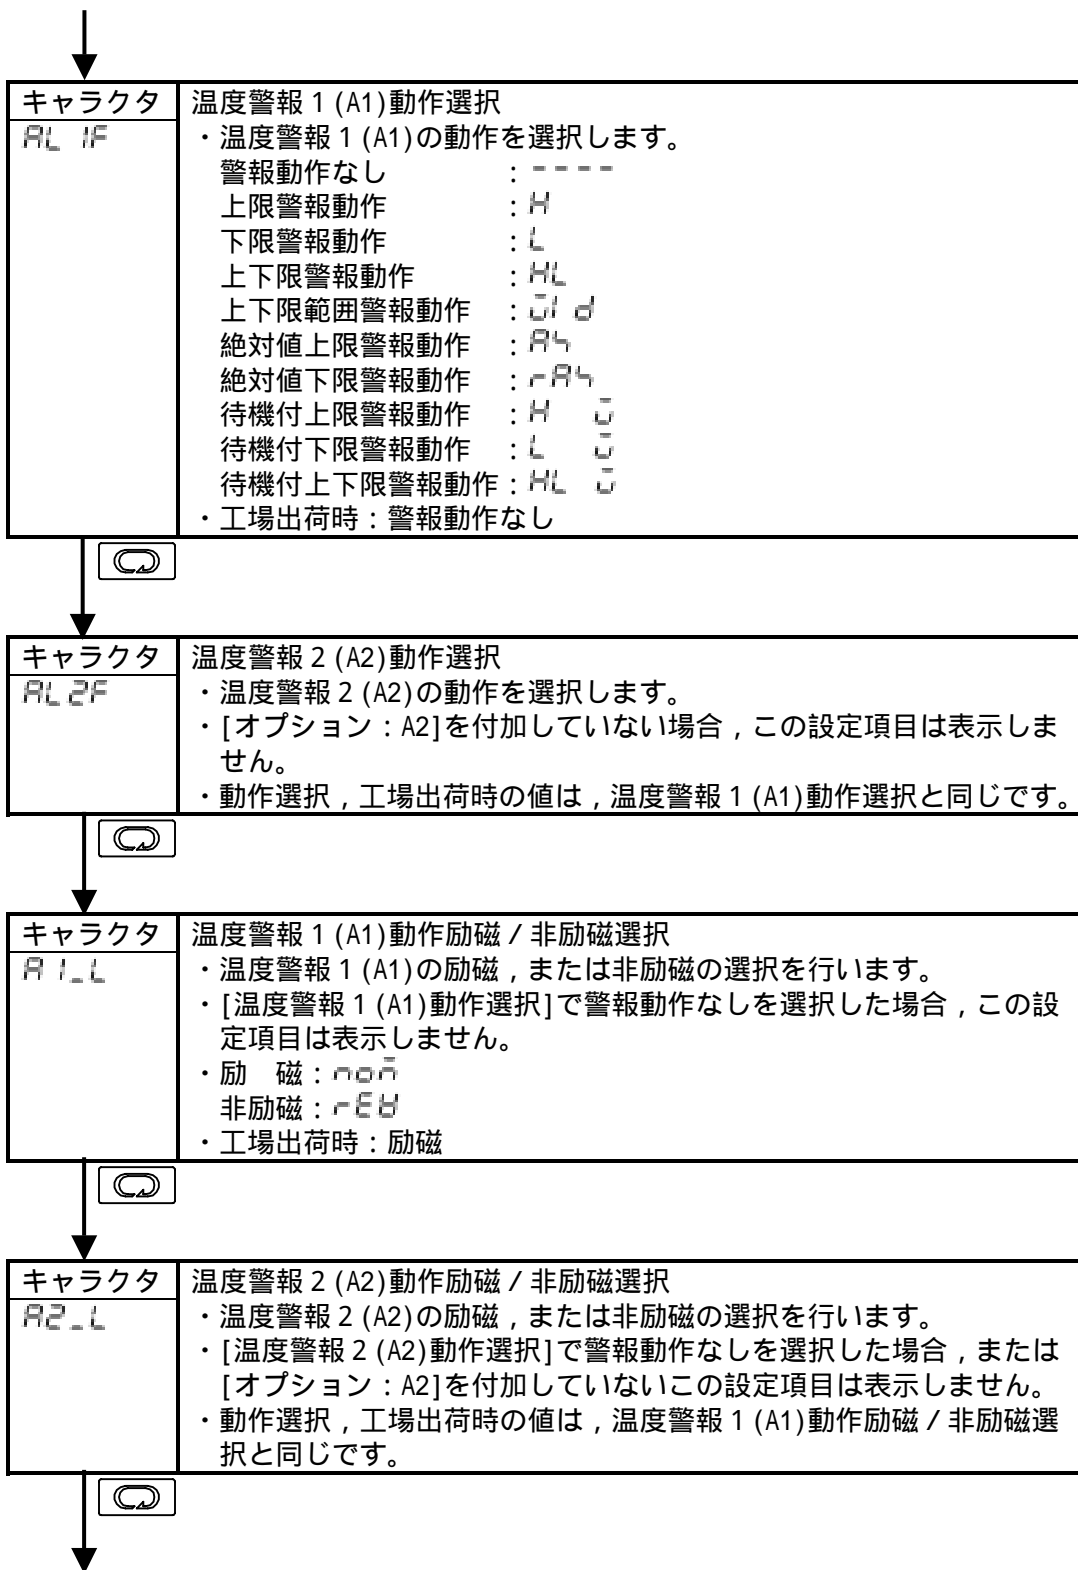 キャラクタ 温度警報1(A1)動作選択
AL1F ・温度警報1(A1)の動作を選択します。
警報動作なし :----
上限警報動作 :H
下限警報動作 :L
上下限警報動作 :HL
上下限範囲警報動作 :WId
絶対値上限警報動作 :AS
絶対値下限警報動作 :rAS
待機付上限警報動作 :H W
待機付下限警報動作 :L W
待機付上下限警報動作:HL W
・工場出荷時:警報動作なし
キャラクタ 温度警報2(A2)動作選択
AL2F ・温度警報2(A2)の動作を選択します。
・[オプション:A2]を付加していない場合,この設定項目は表示しま
せん。
・動作選択,工場出荷時の値は,温度警報1(A1)動作選択と同じです。
キャラクタ 温度警報1(A1)動作励磁/非励磁選択
A1_L ・温度警報1(A1)の励磁,または非励磁の選択を行います。
・[温度警報1(A1)動作選択]で警報動作なしを選択した場合,この設
定項目は表示しません。
・励 磁:noM
非励磁:rEV
・工場出荷時:励磁
キャラクタ 温度警報2(A2)動作励磁/非励磁選択
A2_L ・温度警報2(A2)の励磁,または非励磁の選択を行います。
・[温度警報2(A2)動作選択]で警報動作なしを選択した場合,または
[オプション:A2]を付加していないこの設定項目は表示しません。
・動作選択,工場出荷時の値は,温度警報1(A1)動作励磁/非励磁選
択と同じです。